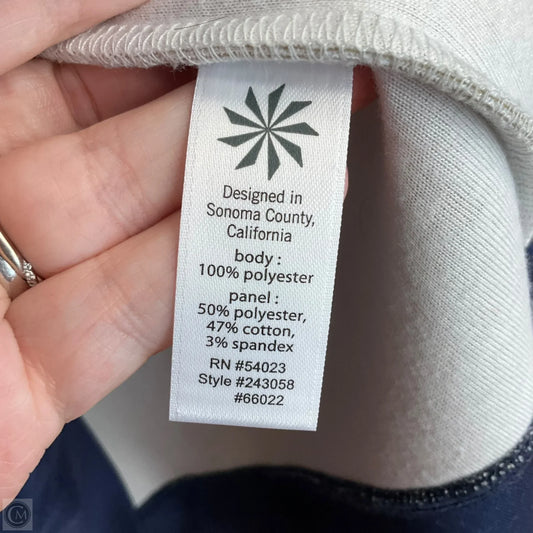 Designed in
Sonoma County,
California
body :
100% polyester
panel :
50% polyester,
47% cotton,
3% spandex
RN #54023
Style #243058
#66022